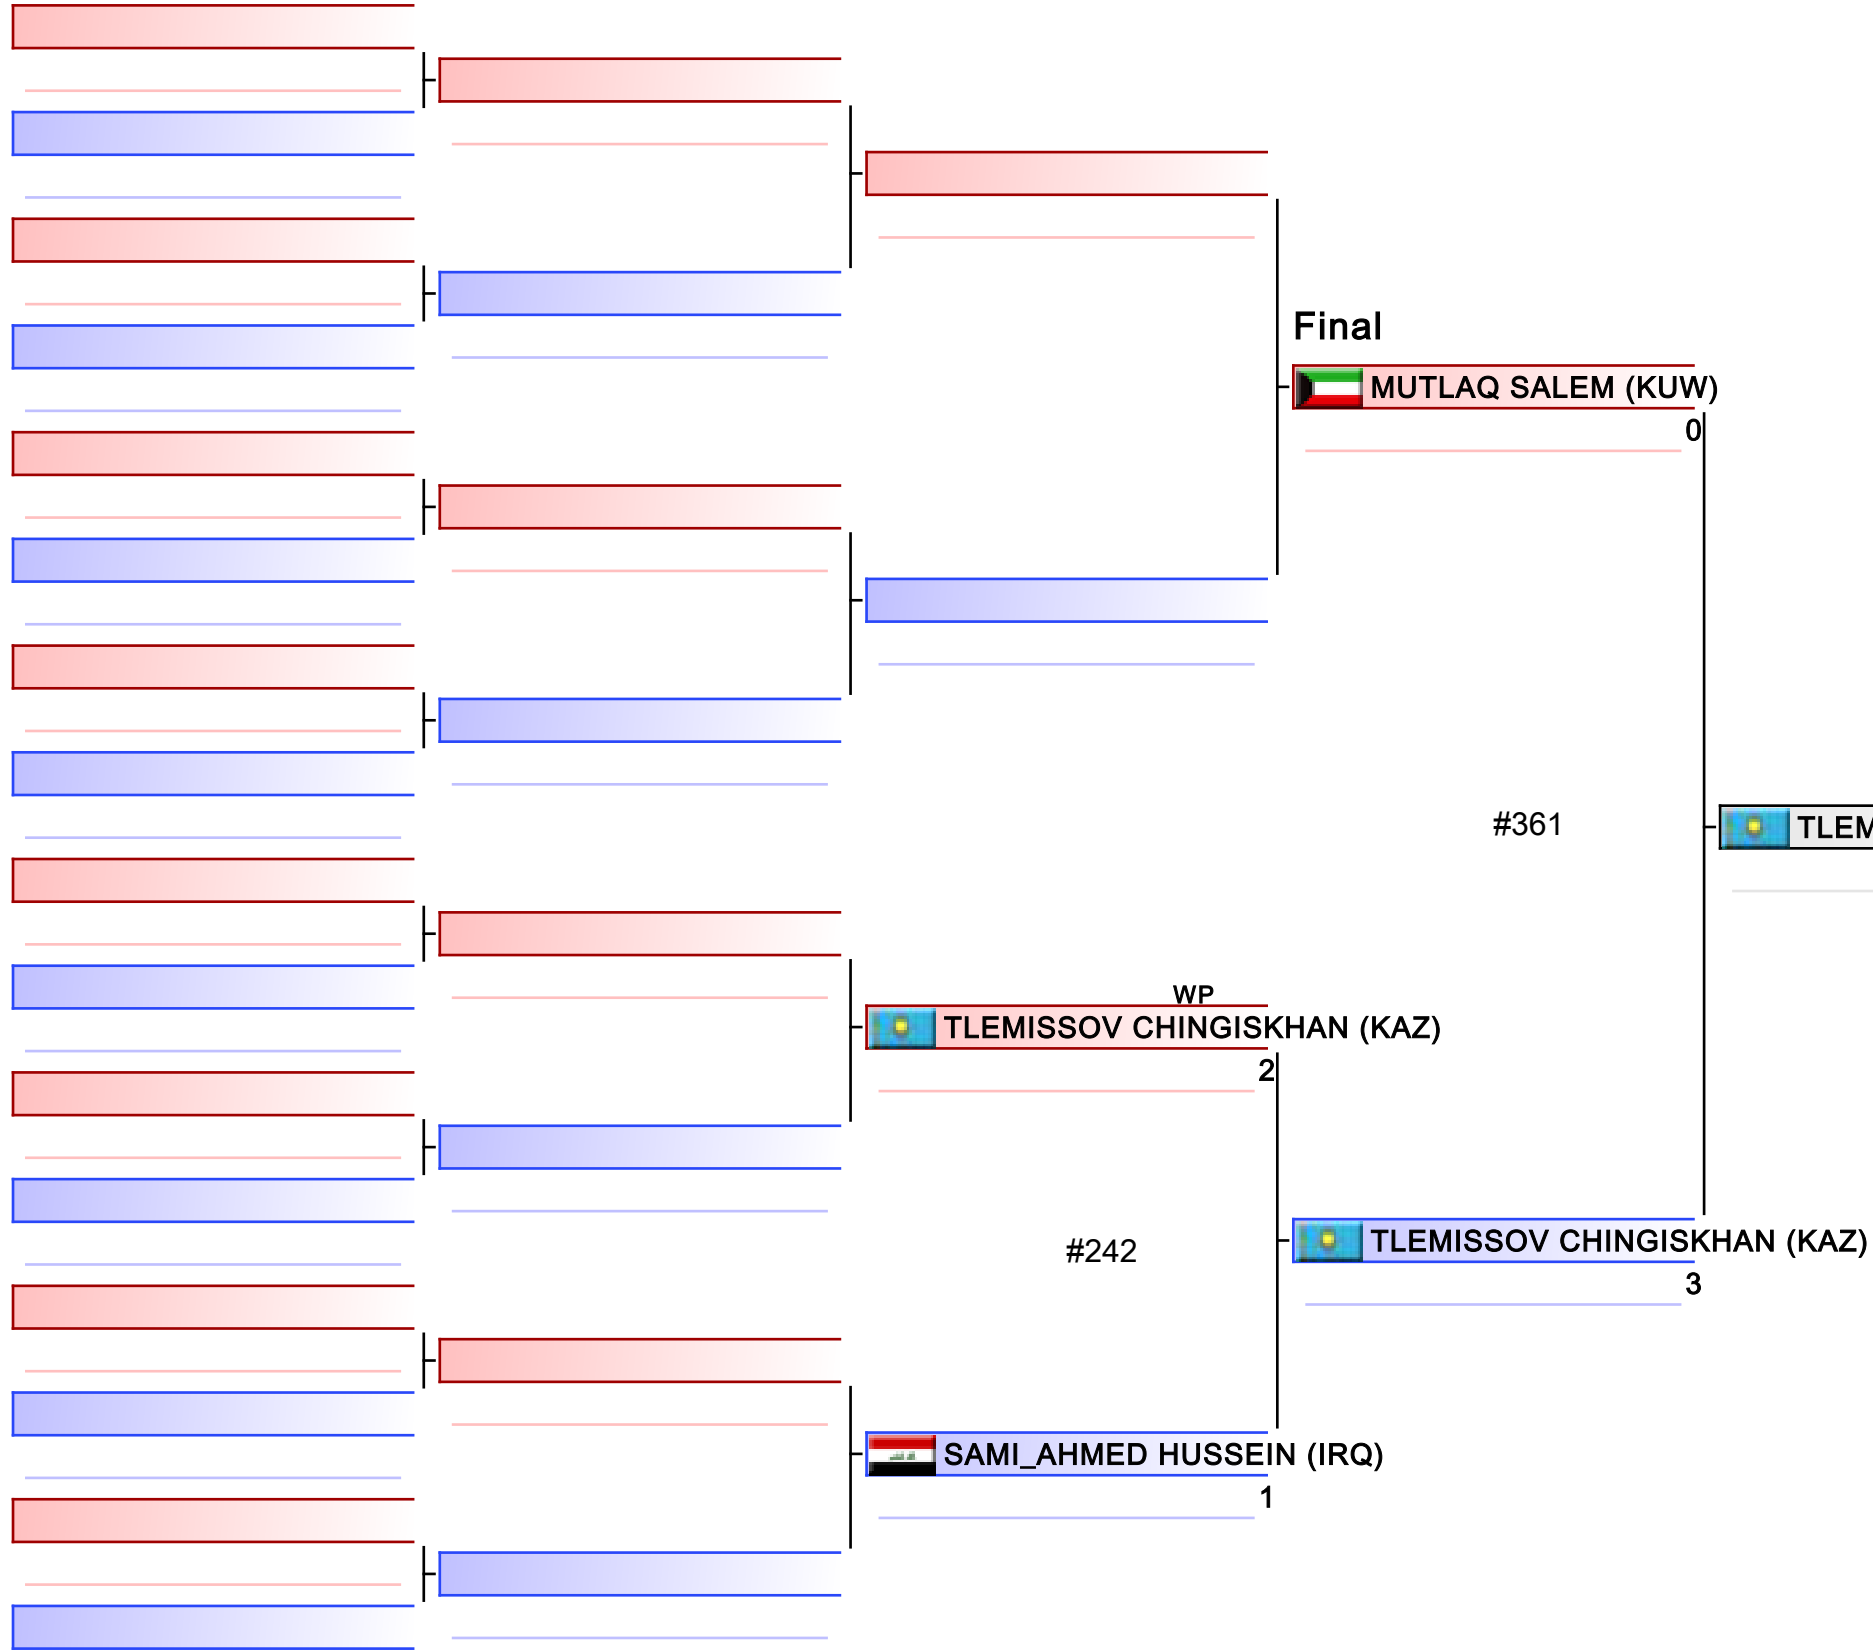 Final
MUTLAQ SALEM (KUW)
0
#361
TLEM
WP
TLEMISSOV CHINGISKHAN (KAZ)
2
#242
TLEMISSOV CHINGISKHAN (KAZ)
3
SAMI_AHMED HUSSEIN (IRQ)
1